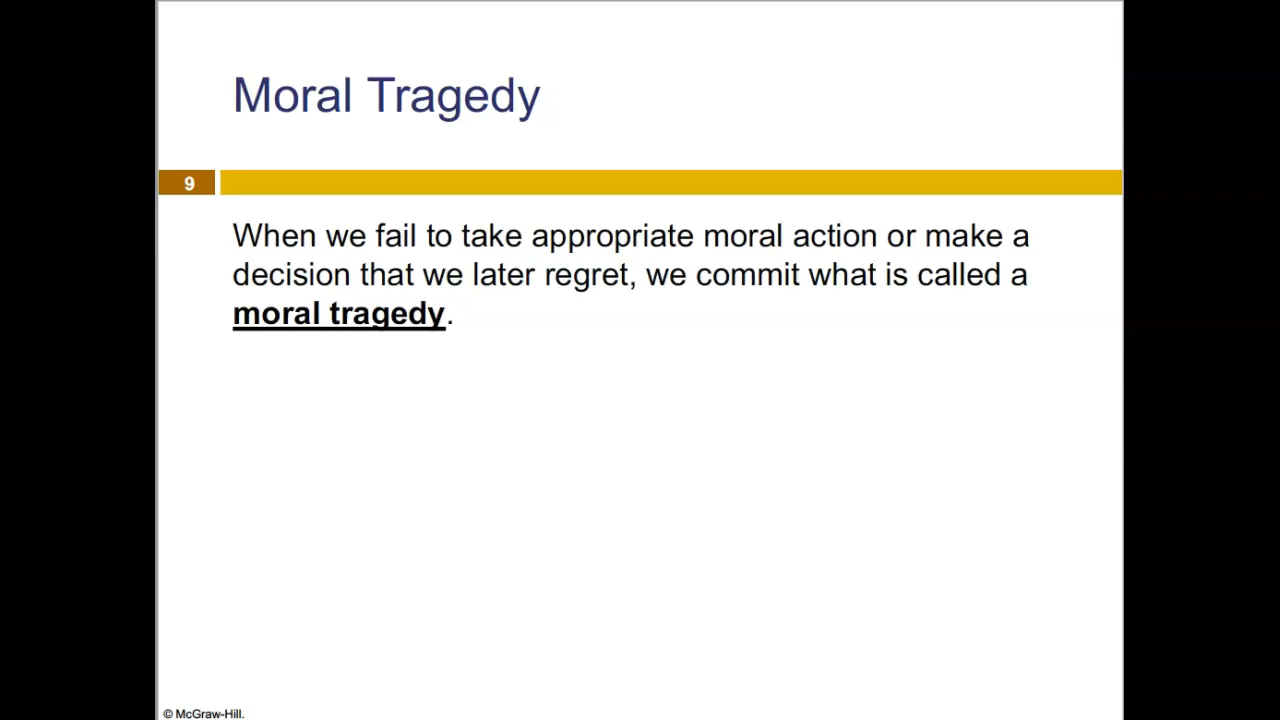 Moral Tragedy
9
When we fail to take appropriate moral action or make a
decision that we later regret, we commit what is called a
moral tragedy.
© McGraw-Hill.